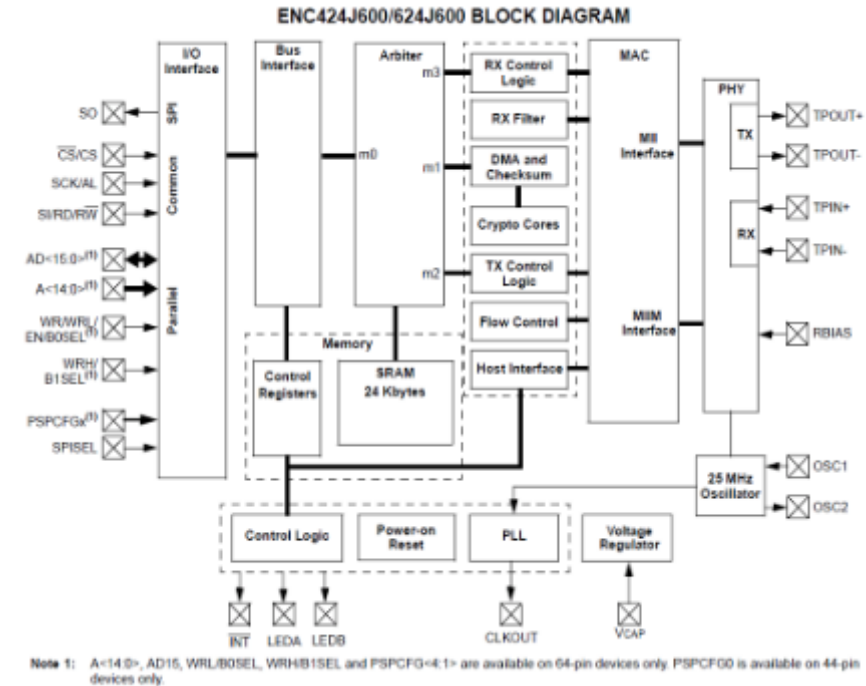 ENC424J600/624J600 BLOCK DIAGRAM
I/O
Interface
Bus
Interface
Arbiter
m3
RX Control
Logic
MAC
PHY
SO
SPI
RX Filter
TX
TPOUT+
CS/CS
m0
m1
DMA and
Checksum
MII
Interface
TPOUT-
SCK/AL
Common
SI/RD/RW
Crypto Cores
RX
TPIN+
TPIN-
AD<15:0>(1)
A<14:0>(1)
m2
TX Control
Logic
Parallel
WR/WRL/
EN/B0SEL(1)
Flow Control
MIIM
Interface
RBIAS
WRH/
B1SEL(1)
Memory
Control
Registers
SRAM
24 Kbytes
Host Interface
PSPCFGx(1)
SPISEL
25 MHz
Oscillator
OSC1
OSC2
Control Logic
Power-on
Reset
PLL
Voltage
Regulator
INT
LEDA
LEDB
CLKOUT
VCAP
Note 1: A<14:0>, AD15, WRL/B0SEL, WRH/B1SEL and PSPCFG<4:1> are available on 64-pin devices only. PSPCFG0 is available on 44-pin
devices only.